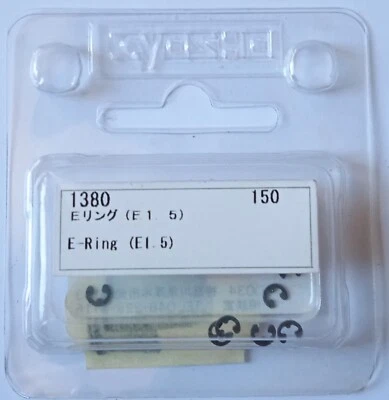 KYOSHO
1380 150
Eリング（E1．5）
E-Ring (E1.5)